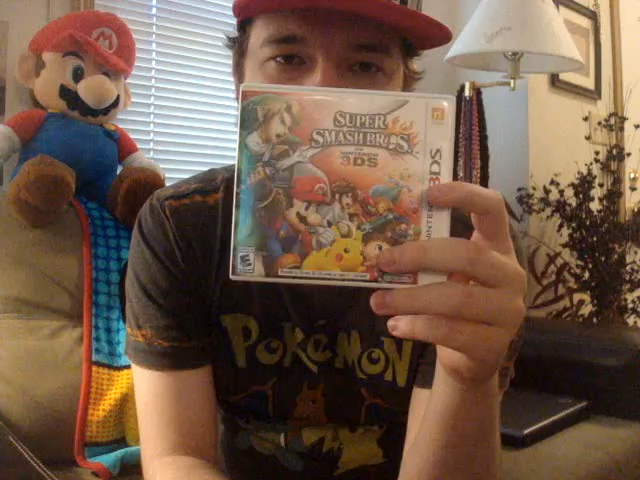 M
SUPER
SMASH BROS.
FOR
NINTENDO
3DS
NINTENDO 3DS
E
POKéMON